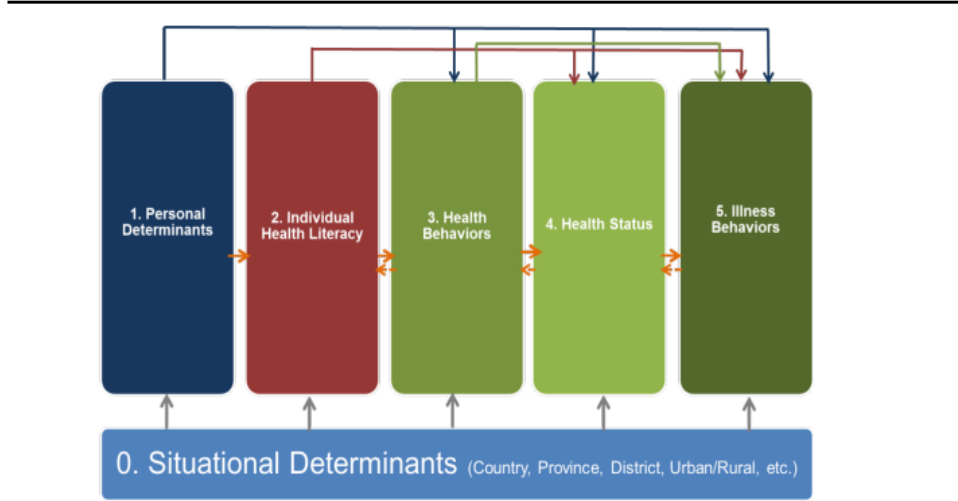 1. Personal
Determinants
2. Individual
Health Literacy
3. Health
Behaviors
4. Health Status
5. Illness
Behaviors
0. Situational Determinants (Country, Province, District, Urban/Rural, etc.)